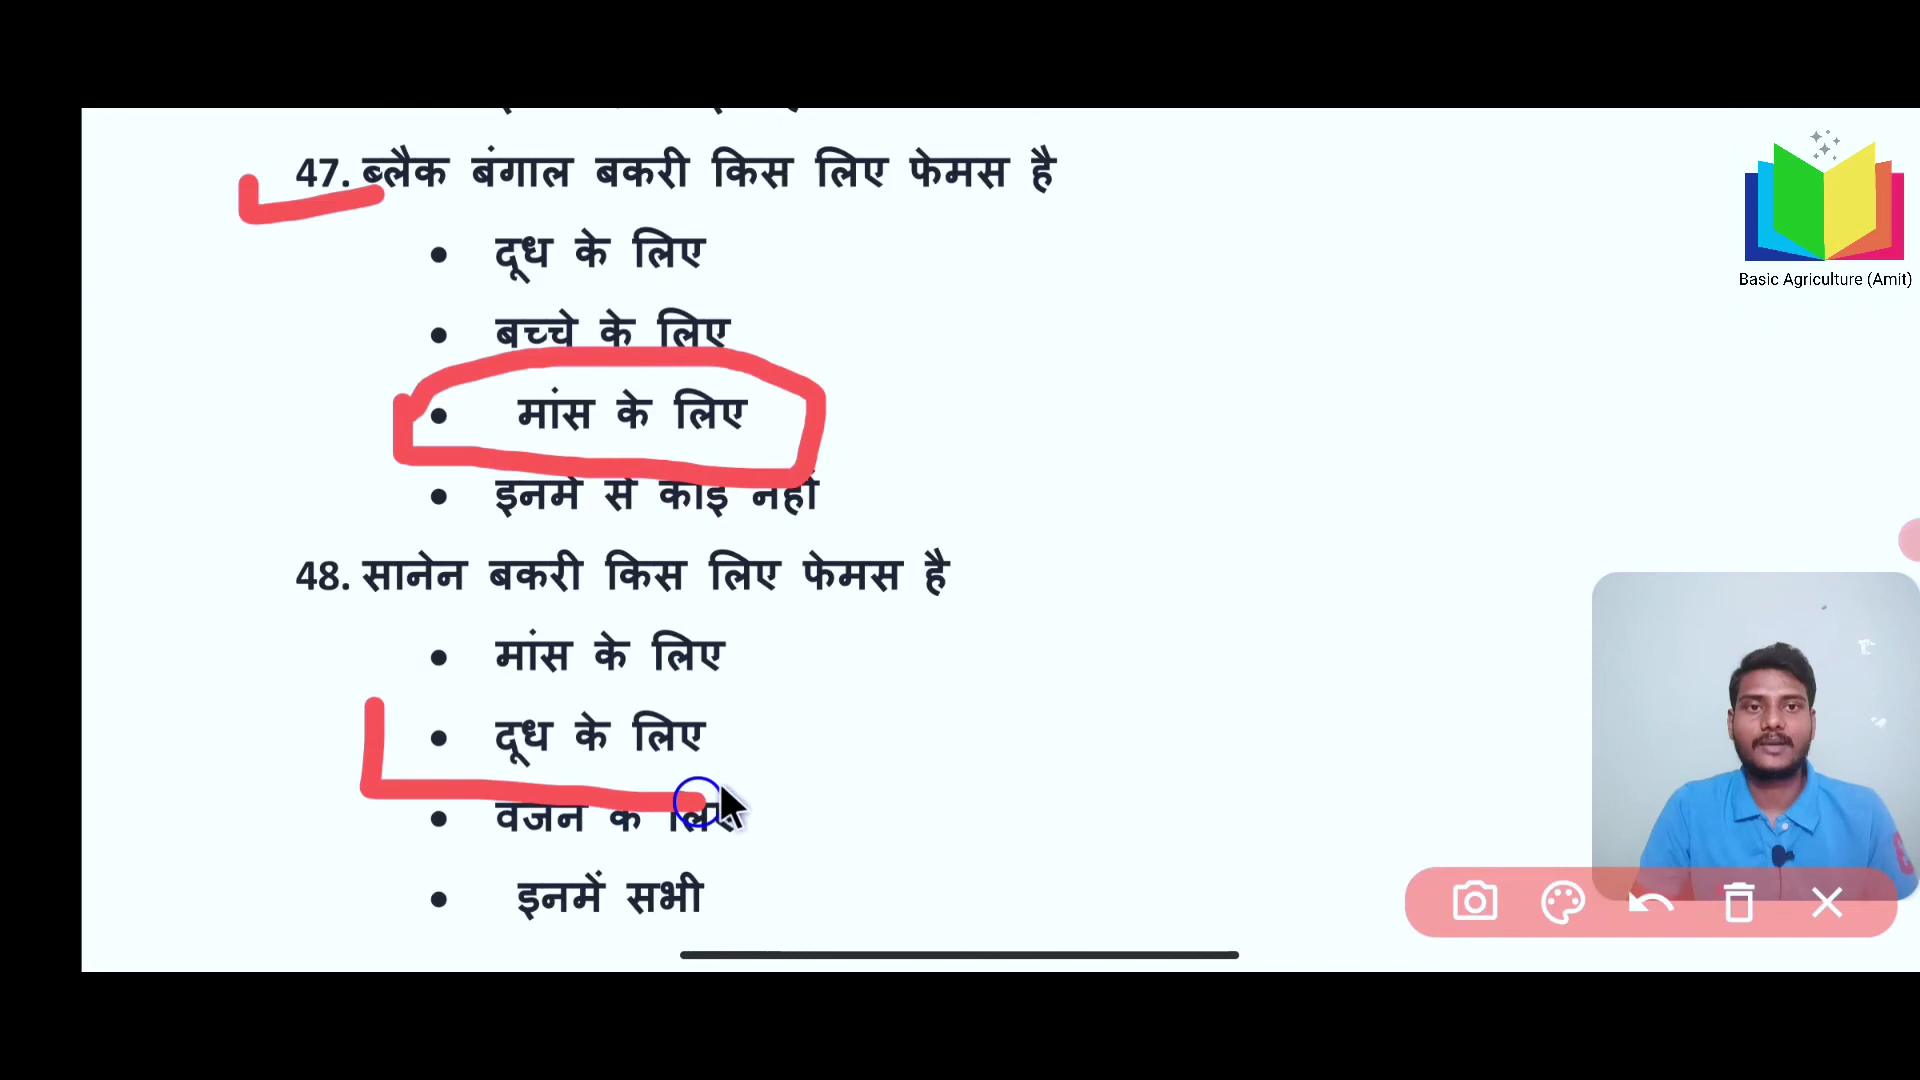 47. ब्लैक बंगाल बकरी किस लिए फेमस है
• दूध के लिए
• बच्चे के लिए
• मांस के लिए
• इनमें से कोई नहीं
48. सानेन बकरी किस लिए फेमस है
• मांस के लिए
• दूध के लिए
• वजन के लिए
• इनमें सभी
Basic Agriculture (Amit)